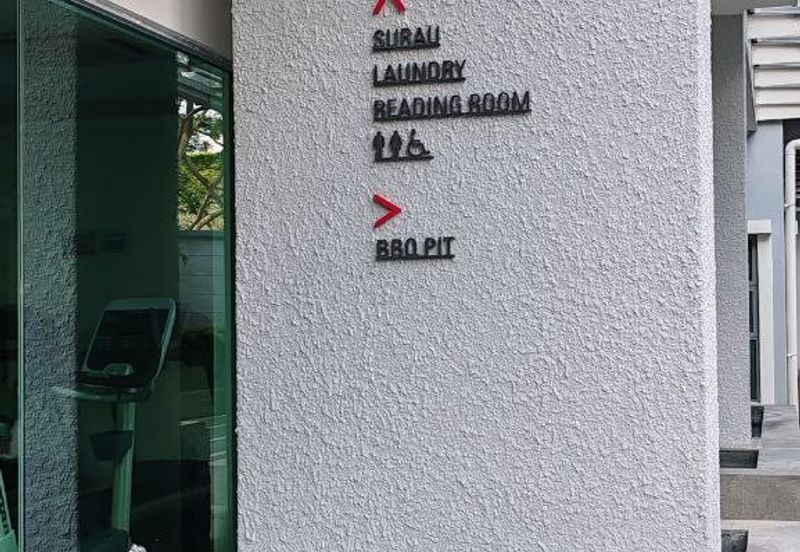 SURAU
LAUNDRY
READING ROOM
BBQ PIT